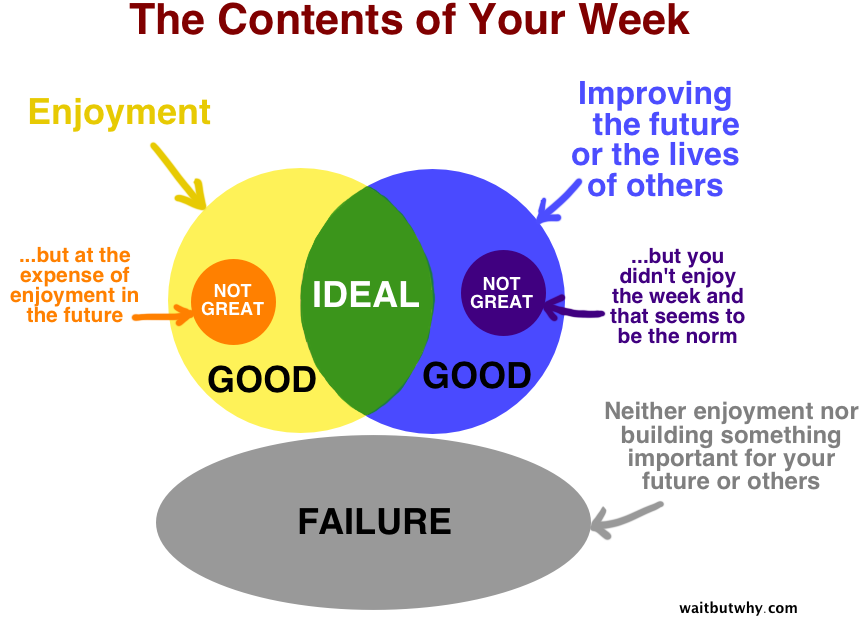 The Contents of Your Week
Enjoyment
Improving
the future
or the lives
of others
...but at the
expense of
enjoyment in
the future
NOT
GREAT
IDEAL
NOT
GREAT
...but you
didn't enjoy
the week and
that seems to
be the norm
GOOD
GOOD
Neither enjoyment nor
building something
important for your
future or others
FAILURE
waitbutwhy.com